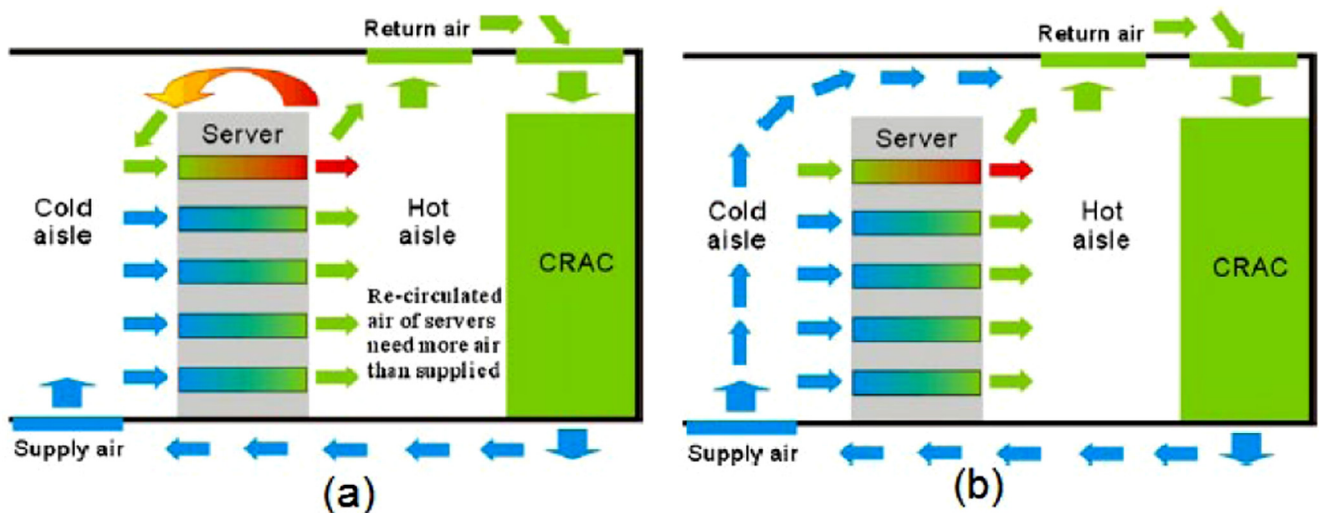 Return air
Server
Cold
aisle
Hot
aisle
CRAC
Re-circulated
air of servers
need more air
than supplied
Supply air
(a)
Return air
Server
Cold
aisle
Hot
aisle
CRAC
Supply air
(b)